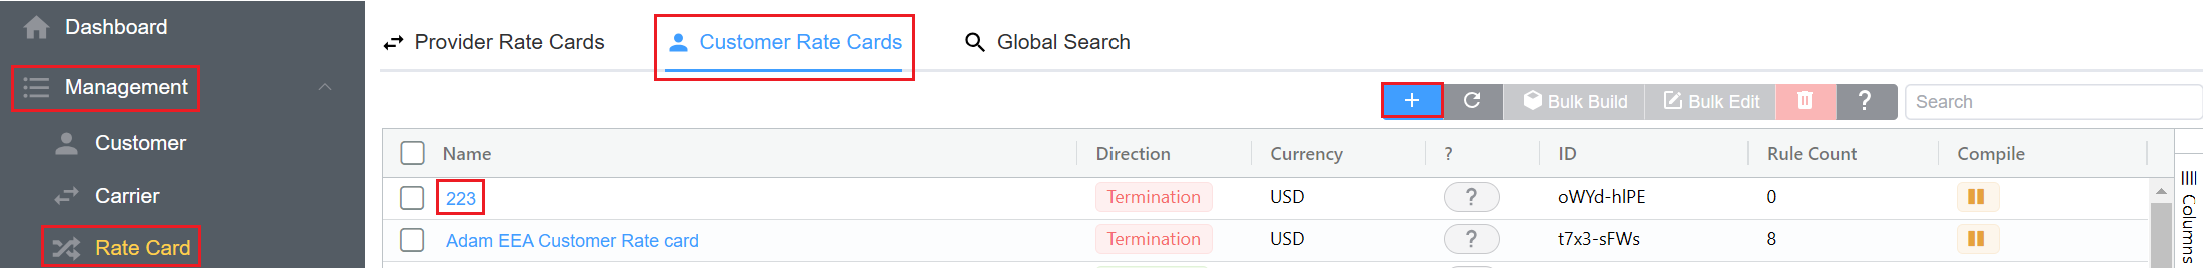 Dashboard
Management
Customer
Carrier
Rate Card
Provider Rate Cards Customer Rate Cards Global Search
+ Bulk Build Bulk Edit ? Search
Name Direction Currency ? ID Rule Count Compile
223 Termination USD ? oWYd-hlPE 0
Adam EEA Customer Rate card Termination USD ? t7x3-sFWs 8
Columns